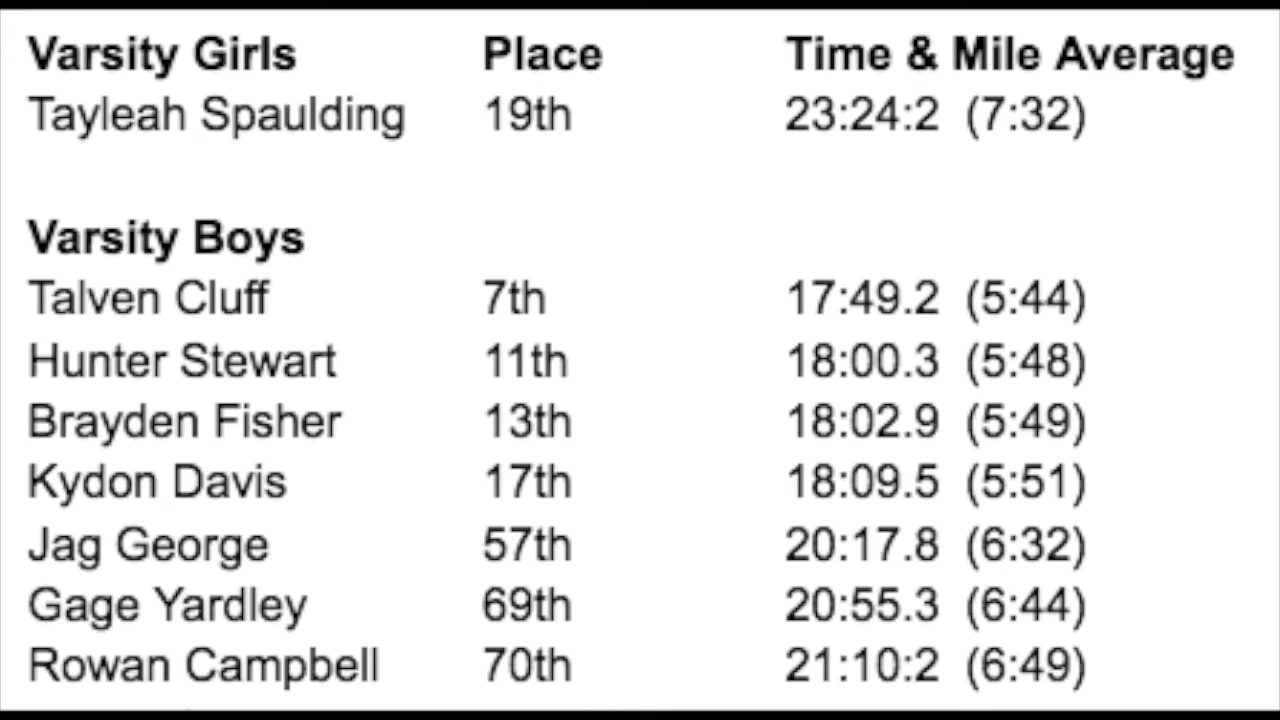 Varsity Girls Place Time & Mile Average
Tayleah Spaulding 19th 23:24:2 (7:32)
Varsity Boys
Talven Cluff 7th 17:49.2 (5:44)
Hunter Stewart 11th 18:00.3 (5:48)
Brayden Fisher 13th 18:02.9 (5:49)
Kydon Davis 17th 18:09.5 (5:51)
Jag George 57th 20:17.8 (6:32)
Gage Yardley 69th 20:55.3 (6:44)
Rowan Campbell 70th 21:10:2 (6:49)